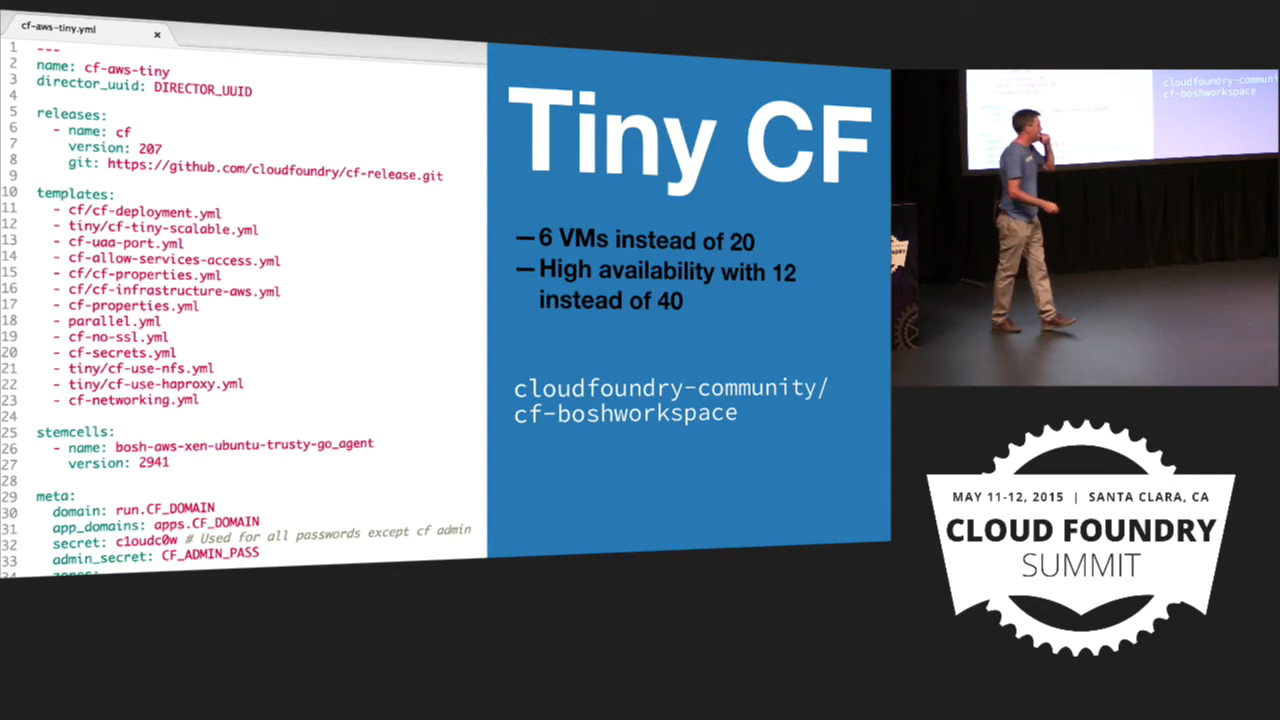 cf-aws-tiny.yml ×
1 ---
2 name: cf-aws-tiny
3 director_uuid: DIRECTOR_UUID
4
5 releases:
6 - name: cf
7 version: 207
8 git: https://github.com/cloudfoundry/cf-release.git
9
10 templates:
11 - cf/cf-deployment.yml
12 - tiny/cf-tiny-scalable.yml
13 - cf-uaa-port.yml
14 - cf-allow-services-access.yml
15 - cf/cf-properties.yml
16 - cf/cf-infrastructure-aws.yml
17 - cf-properties.yml
18 - parallel.yml
19 - cf-no-ssl.yml
20 - cf-secrets.yml
21 - tiny/cf-use-nfs.yml
22 - tiny/cf-use-haproxy.yml
23 - cf-networking.yml
24
25 stemcells:
26 - name: bosh-aws-xen-ubuntu-trusty-go_agent
27 version: 2941
28
29 meta:
30 domain: run.CF_DOMAIN
31 app_domains: apps.CF_DOMAIN
32 secret: c1oudc0w # Used for all passwords except cf admin
33 admin_secret: CF_ADMIN_PASS
34 zones:
Tiny CF
—6 VMs instead of 20
—High availability with 12
instead of 40
cloudfoundry-community/
cf-boshworkspace
cloudfoundry-commun
cf-boshworkspace
MAY 11-12, 2015 | SANTA CLARA, CA
CLOUD FOUNDRY
SUMMIT